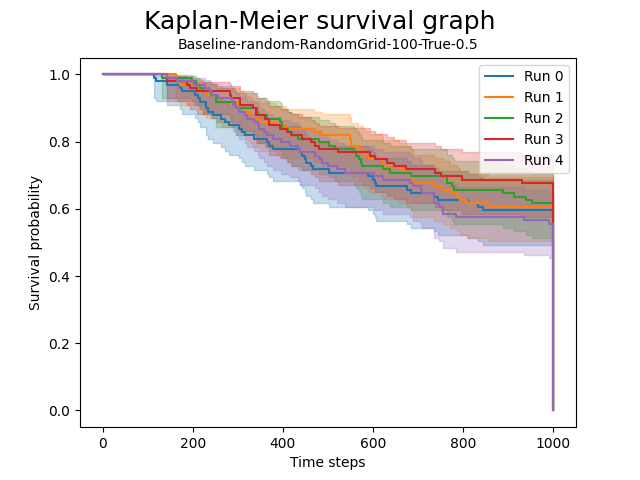 Kaplan-Meier survival graph
Baseline-random-RandomGrid-100-True-0.5
Survival probability
1.0
0.8
0.6
0.4
0.2
0.0
0
200
400
600
800
1000
Time steps
Run 0
Run 1
Run 2
Run 3
Run 4